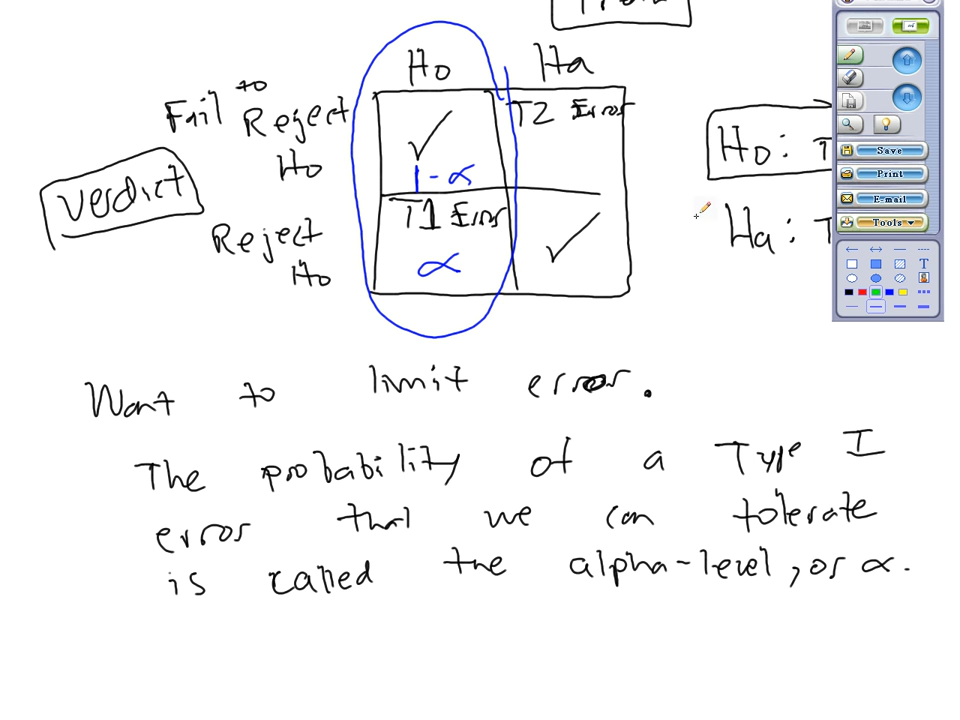 Ho Ha
Fail to Reject Ho
✓ 1-α
T2 Error
Verdict
Reject Ho
T1 Error α
✓
Ho: T
Ha: T
Save
Print
E-mail
Tools
T
Want to limit error.
The probability of a Type I
error that we can tolerate
is called the alpha-level, or α.